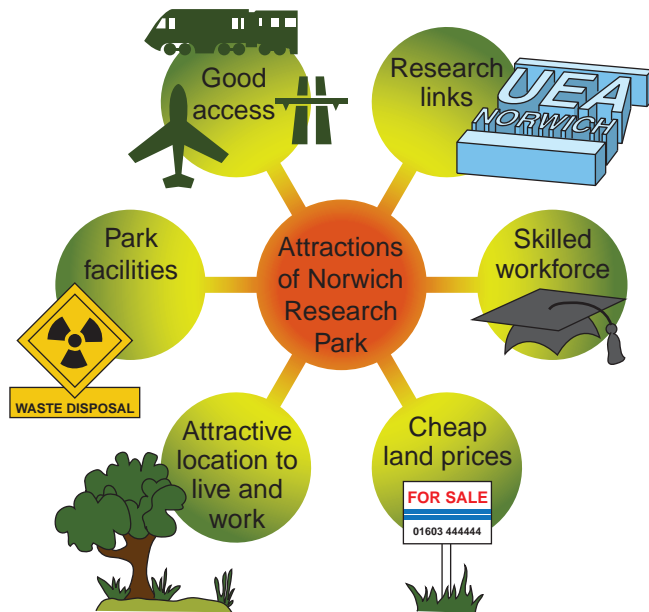 Good
access
Research
links
UEA
NORWICH
Park
facilities
WASTE DISPOSAL
Attractions
of Norwich
Research
Park
Skilled
workforce
Attractive
location to
live and
work
Cheap
land prices
FOR SALE
01603 444444